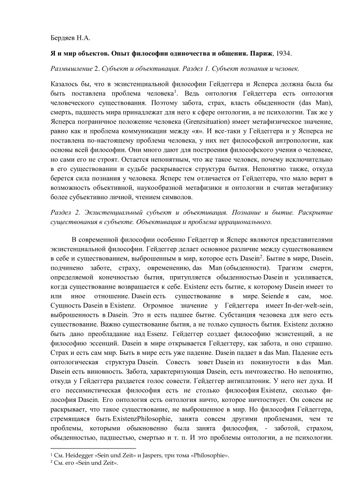 Бердяев Н.А.
Я и мир объектов. Опыт философии одиночества и общения. Париж, 1934.
Размышление 2. Субъект и объективация. Раздел 1. Субъект познания и человек.
Казалось бы, что в экзистенциальной философии Гейдеггера и Ясперса должна была бы
быть поставлена проблема человека¹. Ведь онтология Гейдеггера есть онтология
человеческого существования. Поэтому забота, страх, власть обыденности (das Man),
смерть, падшесть мира принадлежат для него к сфере онтологии, а не психологии. Так же у
Ясперса пограничное положение человека (Grenzsituation) имеет метафизическое значение,
равно как и проблема коммуникации между «я». И все-таки у Гейдеггера и у Ясперса не
поставлена по-настоящему проблема человека, у них нет философской антропологии, как
основы всей философии. Они много дают для построения философского учения о человеке,
но сами его не строят. Остается непонятным, что же такое человек, почему исключительно
в его существовании и судьбе раскрывается структура бытия. Непонятно также, откуда
берется сила познания у человека. Ясперс тем отличается от Гейдеггера, что мало верит в
возможность объективной, наукообразной метафизики и онтологии и считая метафизику
более субъективно личной, чтением символов.
Раздел 2. Экзистенциальный субъект и объективация. Познание и бытие. Раскрытие
существования в субъекте. Объективация и проблема иррационального.
В современной философии особенно Гейдеггер и Ясперс являются представителями
экзистенциальной философии. Гейдеггер делает основное различие между существованием
в себе и существованием, выброшенным в мир, которое есть Dasein². Бытие в мире, Dasein,
подчинено заботе, страху, овремененению, das Man (обыденности). Трагизм смерти,
определяемой конечностью бытия, притупляется обыденностью Dasein и усиливается,
когда существование возвращается к себе. Existenz есть бытие, к которому Dasein имеет то
или иное отношение. Dasein есть существование в мире. Seiende я сам, мое.
Сущность Dasein в Existenz. Огромное значение у Гейдеггера имеет In-der-welt-sein,
выброшенность в Dasein. Это и есть падшее бытие. Субстанция человека для него есть
существование. Важно существование бытия, а не только сущность бытия. Existenz должно
быть дано преобладание над Essenz. Гейдеггер создает философию экзистенций, а не
философию эссенций. Dasein в мире открывается Гейдеггеру, как забота, и оно страшно.
Страх и есть сам мир. Быть в мире есть уже падение. Dasein падает в das Man. Падение есть
онтологическая структура Dasein. Совесть зовет Dasein из покинутости в das Man.
Dasein есть виновность. Забота, характеризующая Dasein, есть ничтожество. Но непонятно,
откуда у Гейдеггера раздается голос совести. Гейдеггер антиплатоник. У него нет духа. И
его пессимистическая философия есть не столько философия Existenz, сколько фи-
лософия Dasein. Его онтология есть онтология ничто, которое ничтожествует. Он совсем не
раскрывает, что такое существование, не выброшенное в мир. Но философия Гейдеггера,
стремящаяся быть ExistenzPhilosophie, занята совсем другими проблемами, чем те
проблемы, которыми обыкновенно была занята философия, - заботой, страхом,
обыденностью, падшестью, смертью и т. п. И это проблемы онтологии, а не психологии.
¹ См. Heidegger «Sein und Zeit» и Jaspers, три тома «Philosophie».
² См. его «Sein und Zeit».